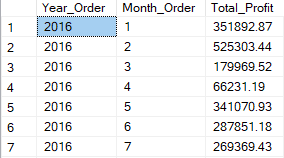 Year_Order Month_Order Total_Profit
1 2016 1 351892.87
2 2016 2 525303.44
3 2016 3 179969.52
4 2016 4 66231.19
5 2016 5 341070.93
6 2016 6 287851.18
7 2016 7 269369.43